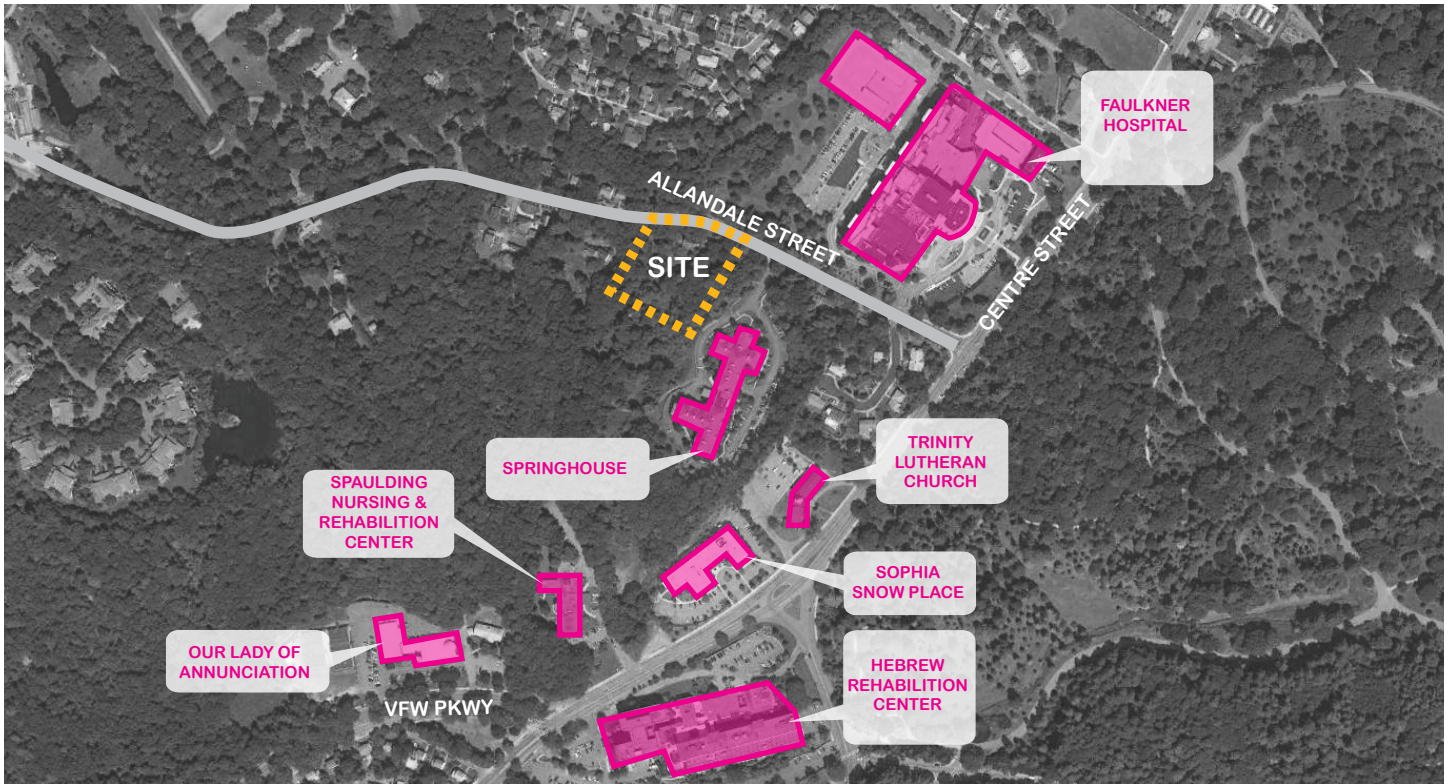 FAULKNER
HOSPITAL
ALLANDALE STREET
SITE
CENTRE STREET
TRINITY
LUTHERAN
CHURCH
SPRINGHOUSE
SPAULDING
NURSING &
REHABILITION
CENTER
SOPHIA
SNOW PLACE
OUR LADY OF
ANNUNCIATION
HEBREW
REHABILITION
CENTER
VFW PKWY